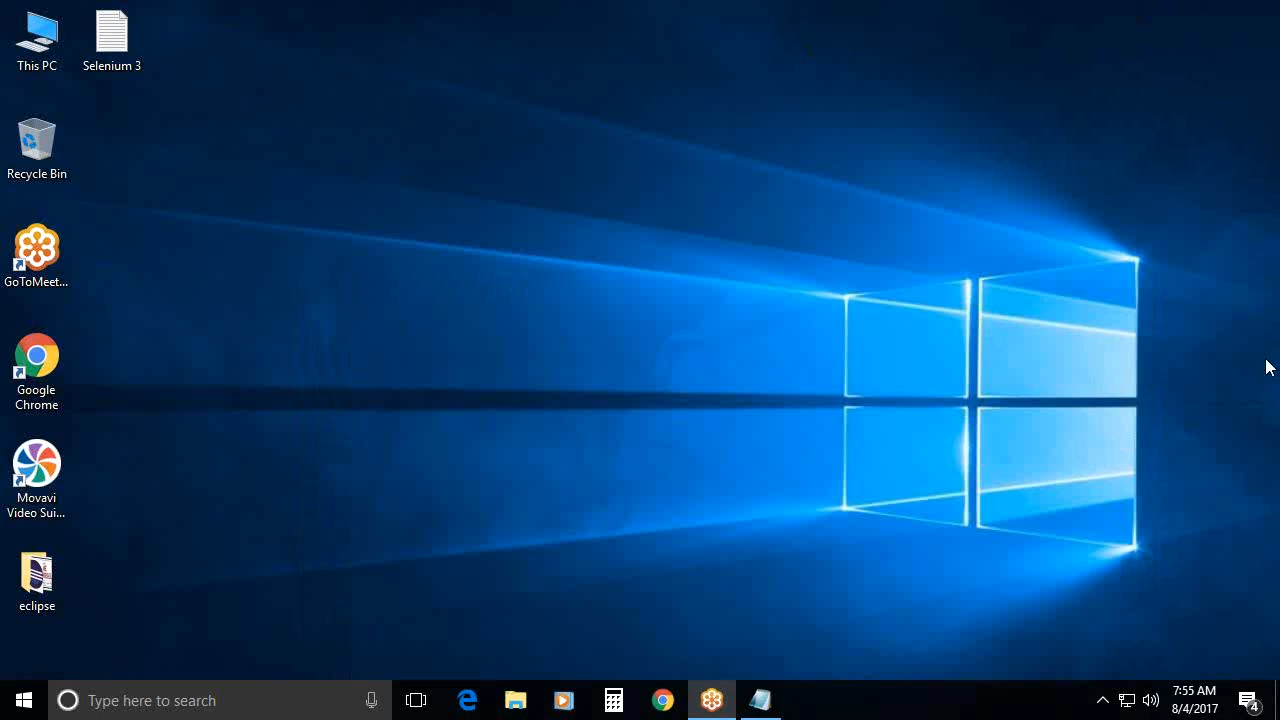 This PC
Selenium 3
Recycle Bin
GoToMeet...
Google
Chrome
Movavi
Video Sui...
eclipse
Type here to search
7:55 AM
8/4/2017
4